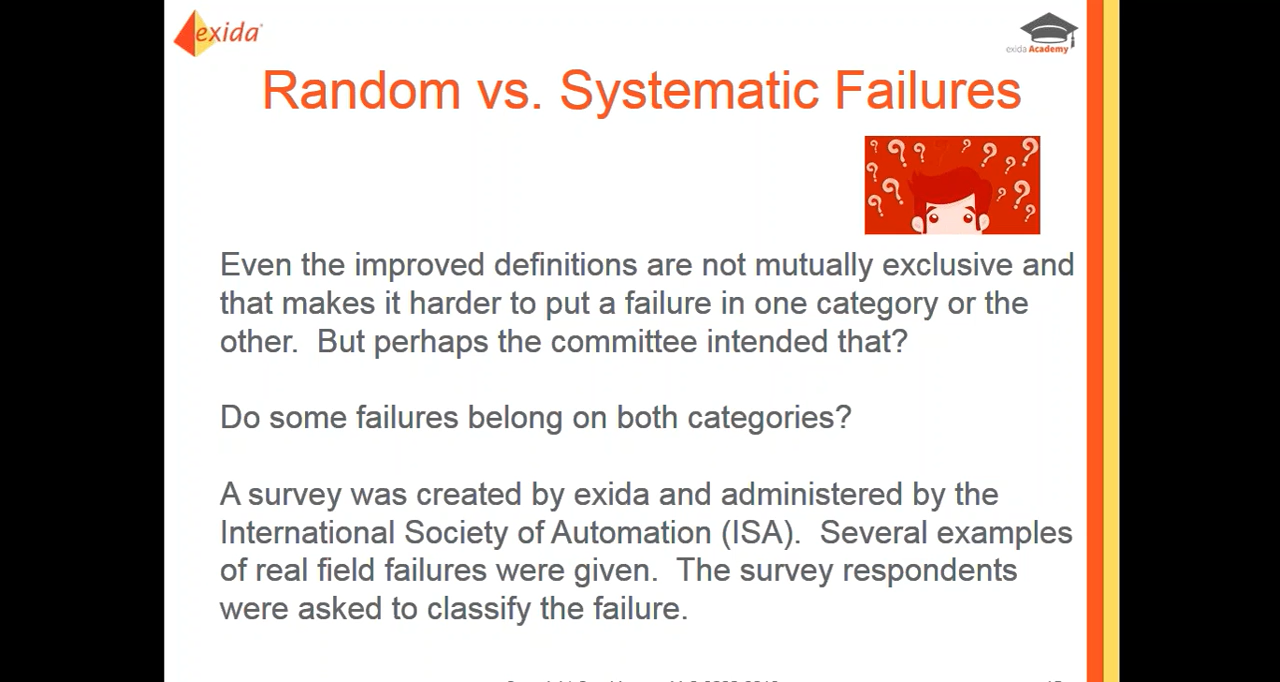 exida
exida Academy
Random vs. Systematic Failures
Even the improved definitions are not mutually exclusive and
that makes it harder to put a failure in one category or the
other.  But perhaps the committee intended that?
Do some failures belong on both categories?
A survey was created by exida and administered by the
International Society of Automation (ISA).  Several examples
of real field failures were given.  The survey respondents
were asked to classify the failure.